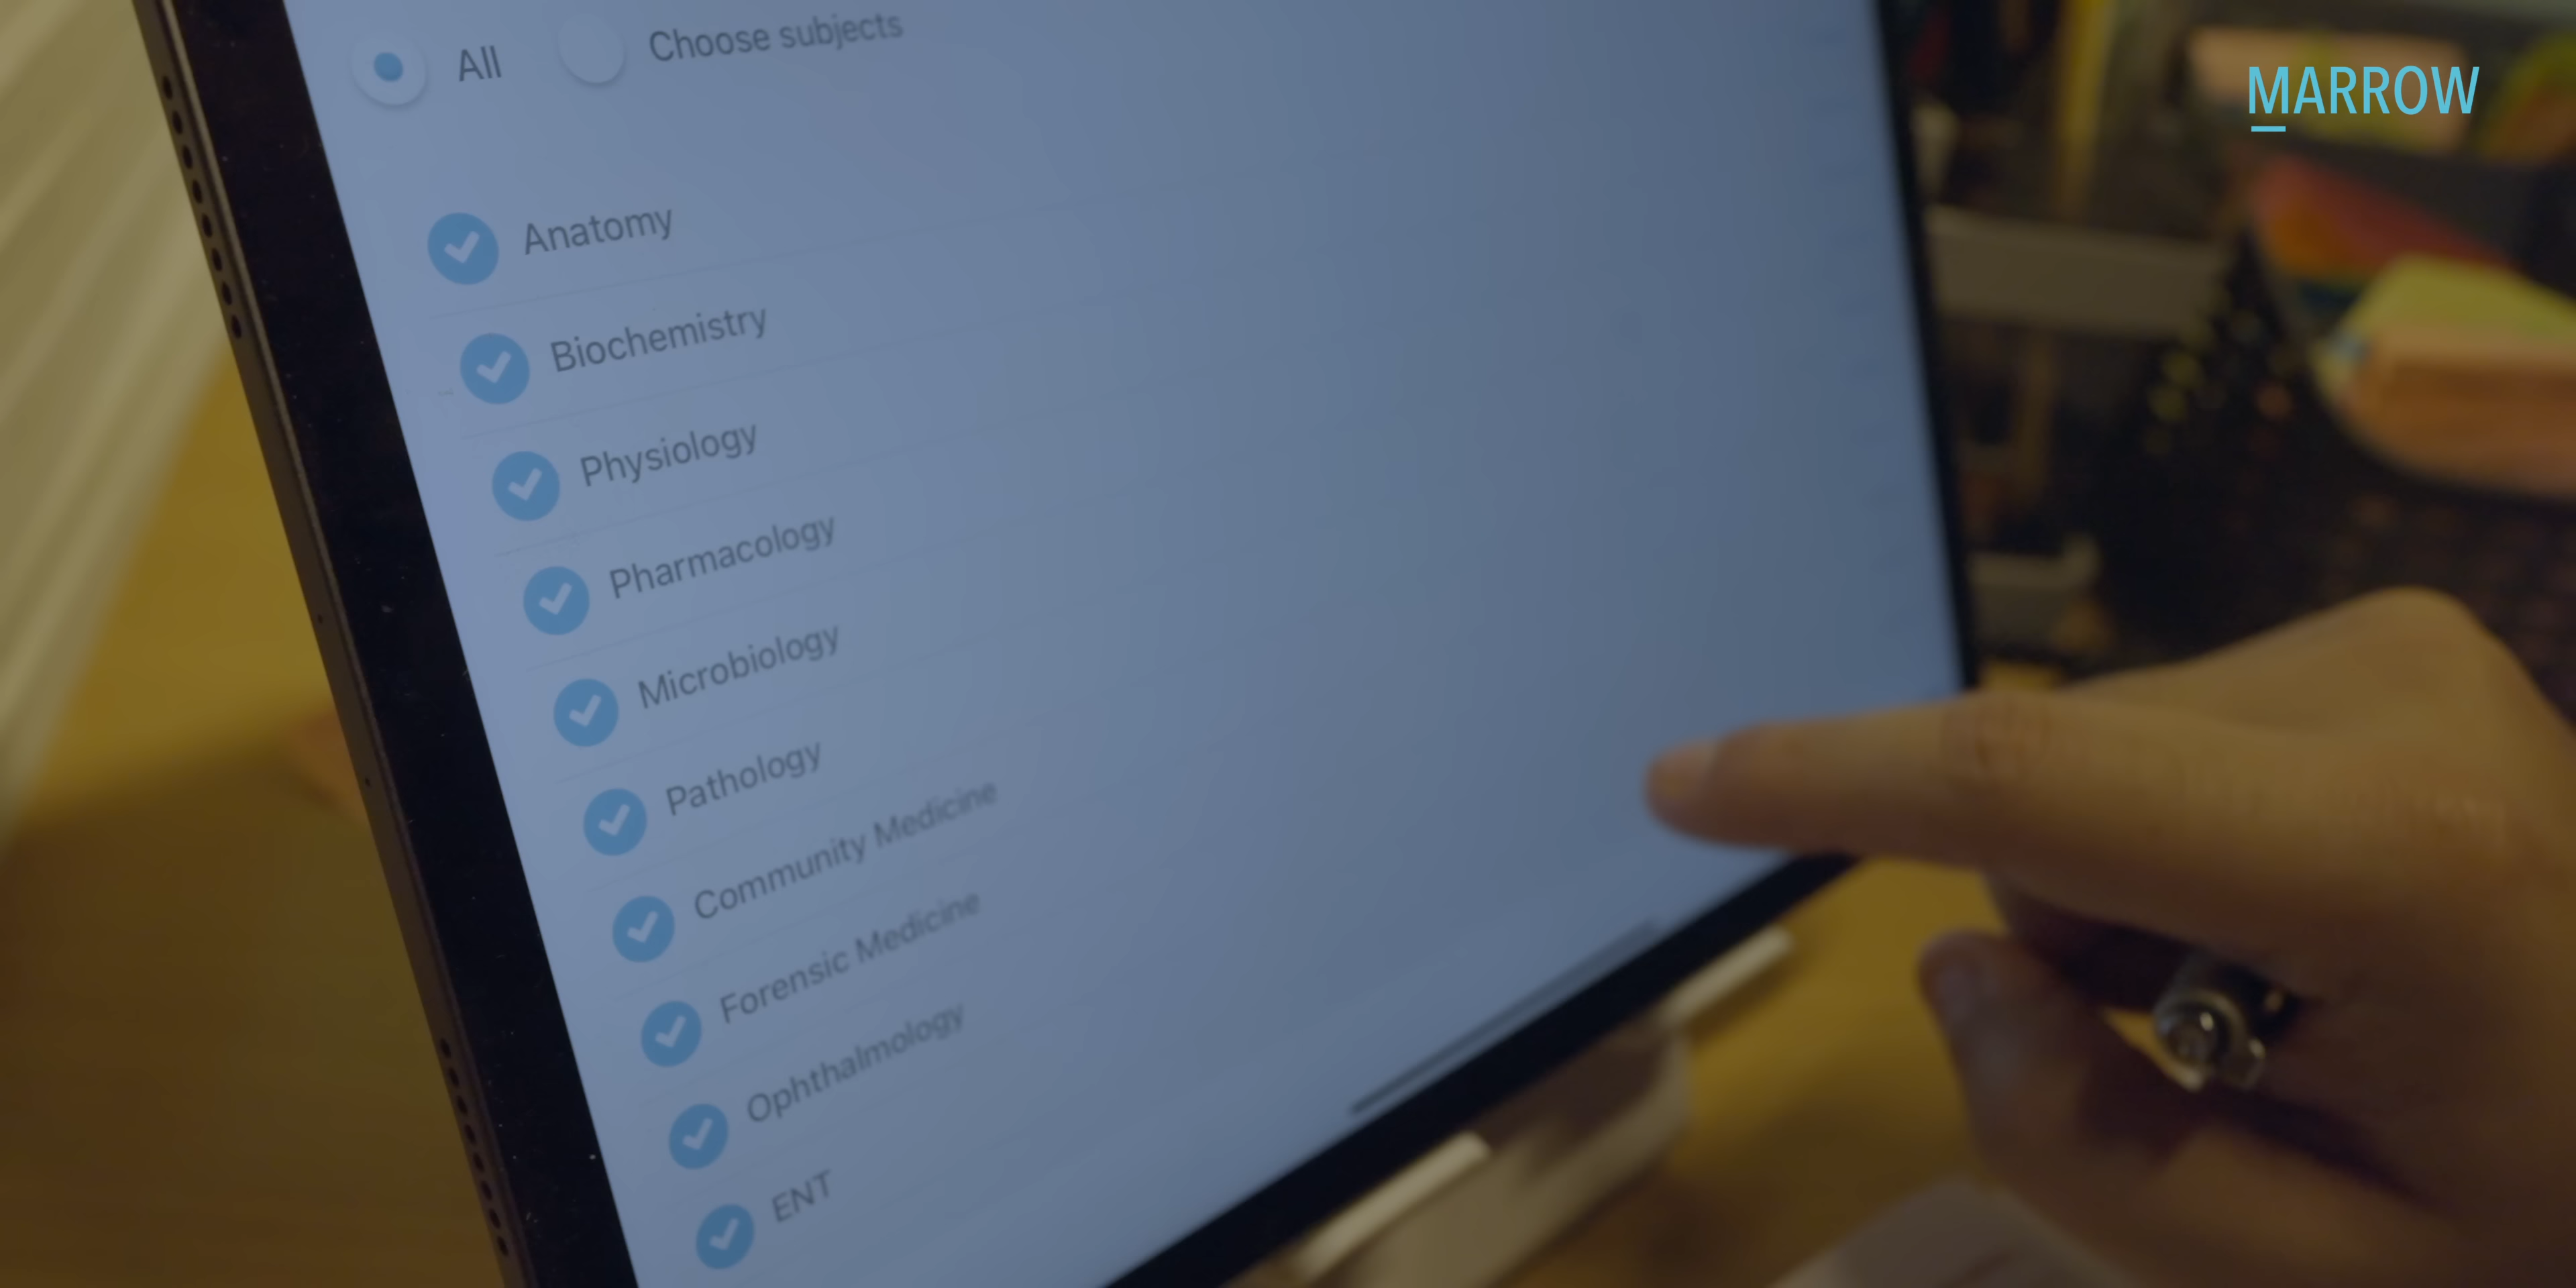 MARROW
All
Choose subjects
Anatomy
Biochemistry
Physiology
Pharmacology
Microbiology
Pathology
Community Medicine
Forensic Medicine
Ophthalmology
ENT